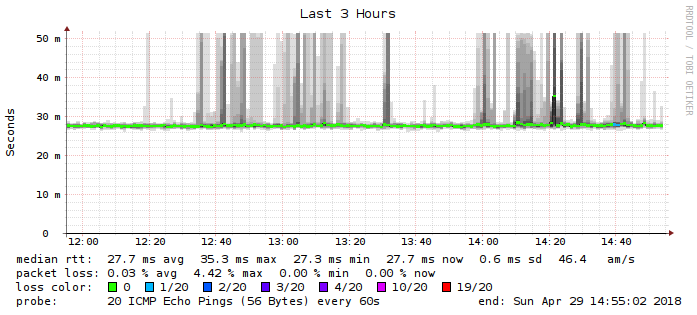 Last 3 Hours
RRDTOOL / TOBI OETIKER
Seconds
50 m
40 m
30 m
20 m
10 m
0
12:00 12:20 12:40 13:00 13:20 13:40 14:00 14:20 14:40
median rtt: 27.7 ms avg 35.3 ms max 27.3 ms min 27.7 ms now 0.6 ms sd 46.4 am/s
packet loss: 0.03 % avg 4.42 % max 0.00 % min 0.00 % now
loss color: 0 1/20 2/20 3/20 4/20 10/20 19/20
probe: 20 ICMP Echo Pings (56 Bytes) every 60s end: Sun Apr 29 14:55:02 2018